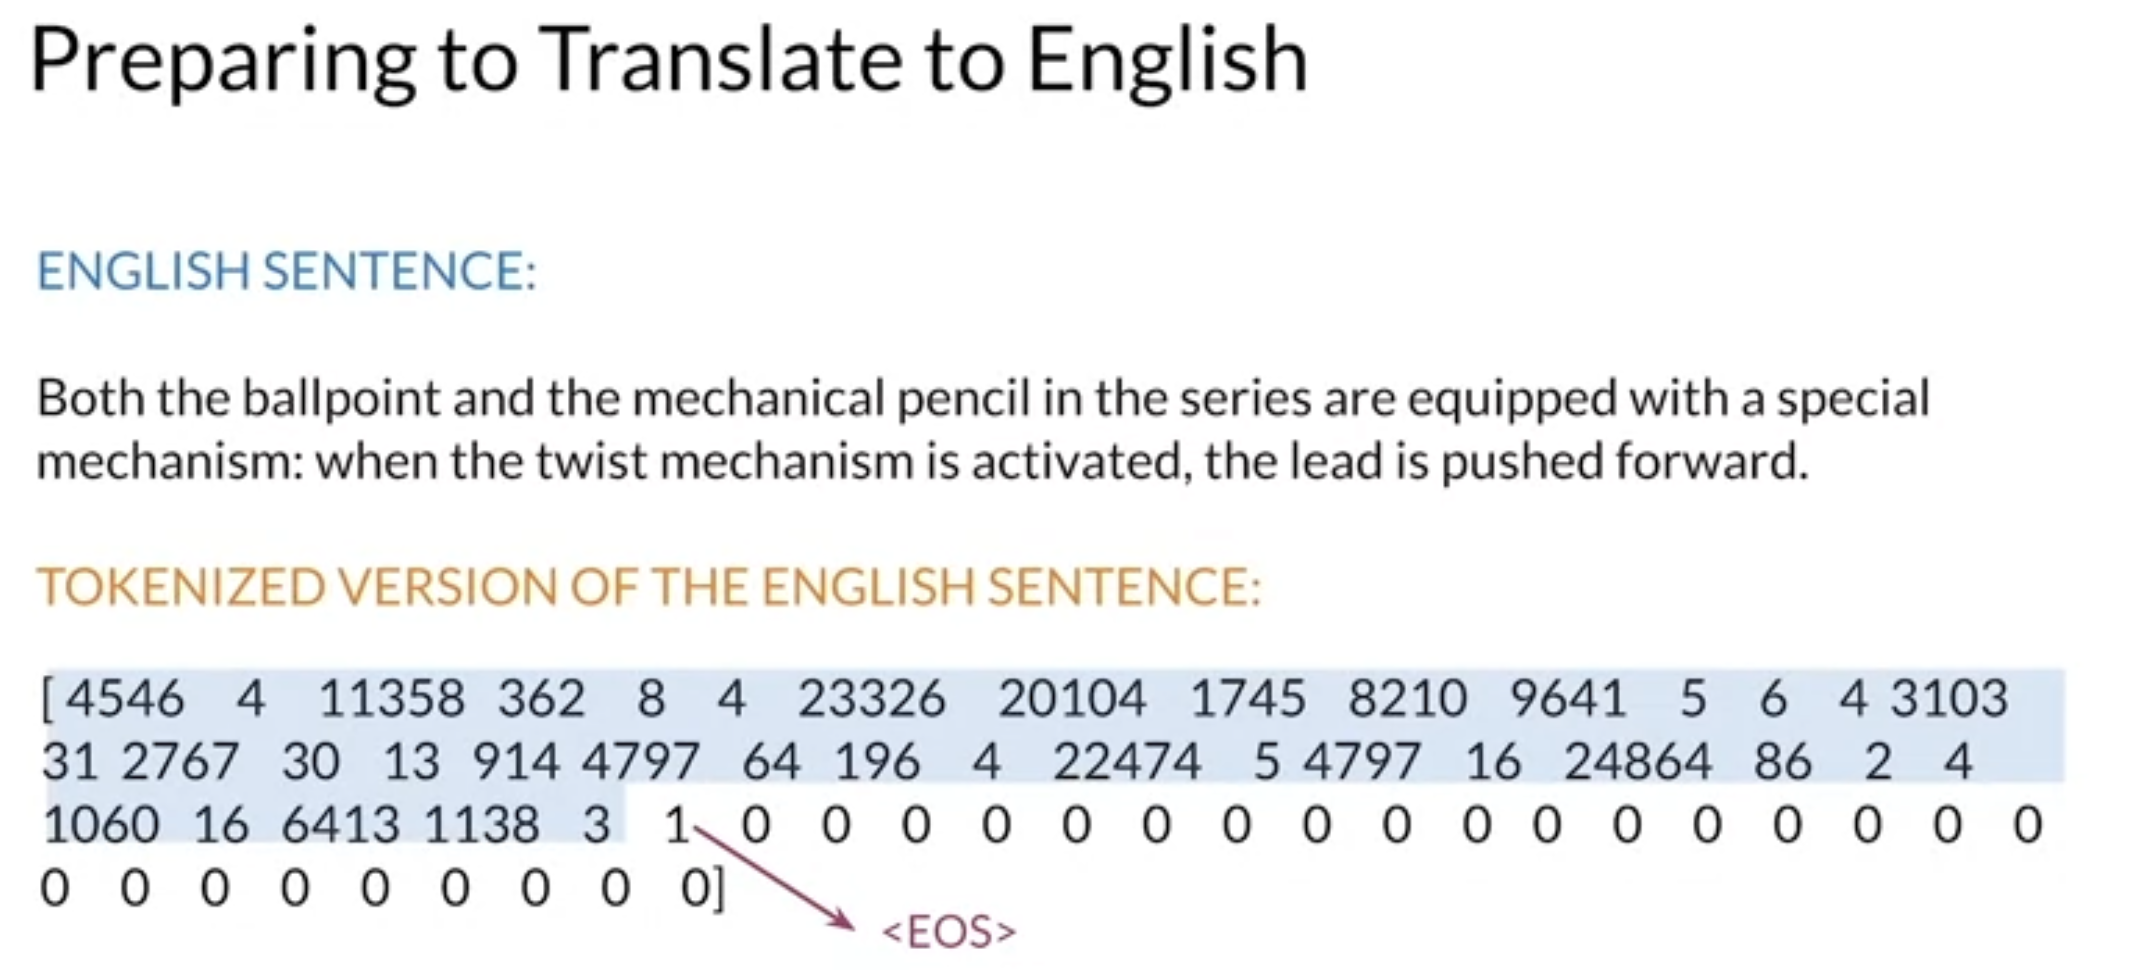 Preparing to Translate to English
ENGLISH SENTENCE:
Both the ballpoint and the mechanical pencil in the series are equipped with a special
mechanism: when the twist mechanism is activated, the lead is pushed forward.
TOKENIZED VERSION OF THE ENGLISH SENTENCE:
[ 4546 4 11358 362 8 4 23326 20104 1745 8210 9641 5 6 4 3103
31 2767 30 13 914 4797 64 196 4 22474 5 4797 16 24864 86 2 4
1060 16 6413 1138 3 1 0 0 0 0 0 0 0 0 0 0 0 0 0 0 0 0 0
0 0 0 0 0 0 0 0 0]
<EOS>